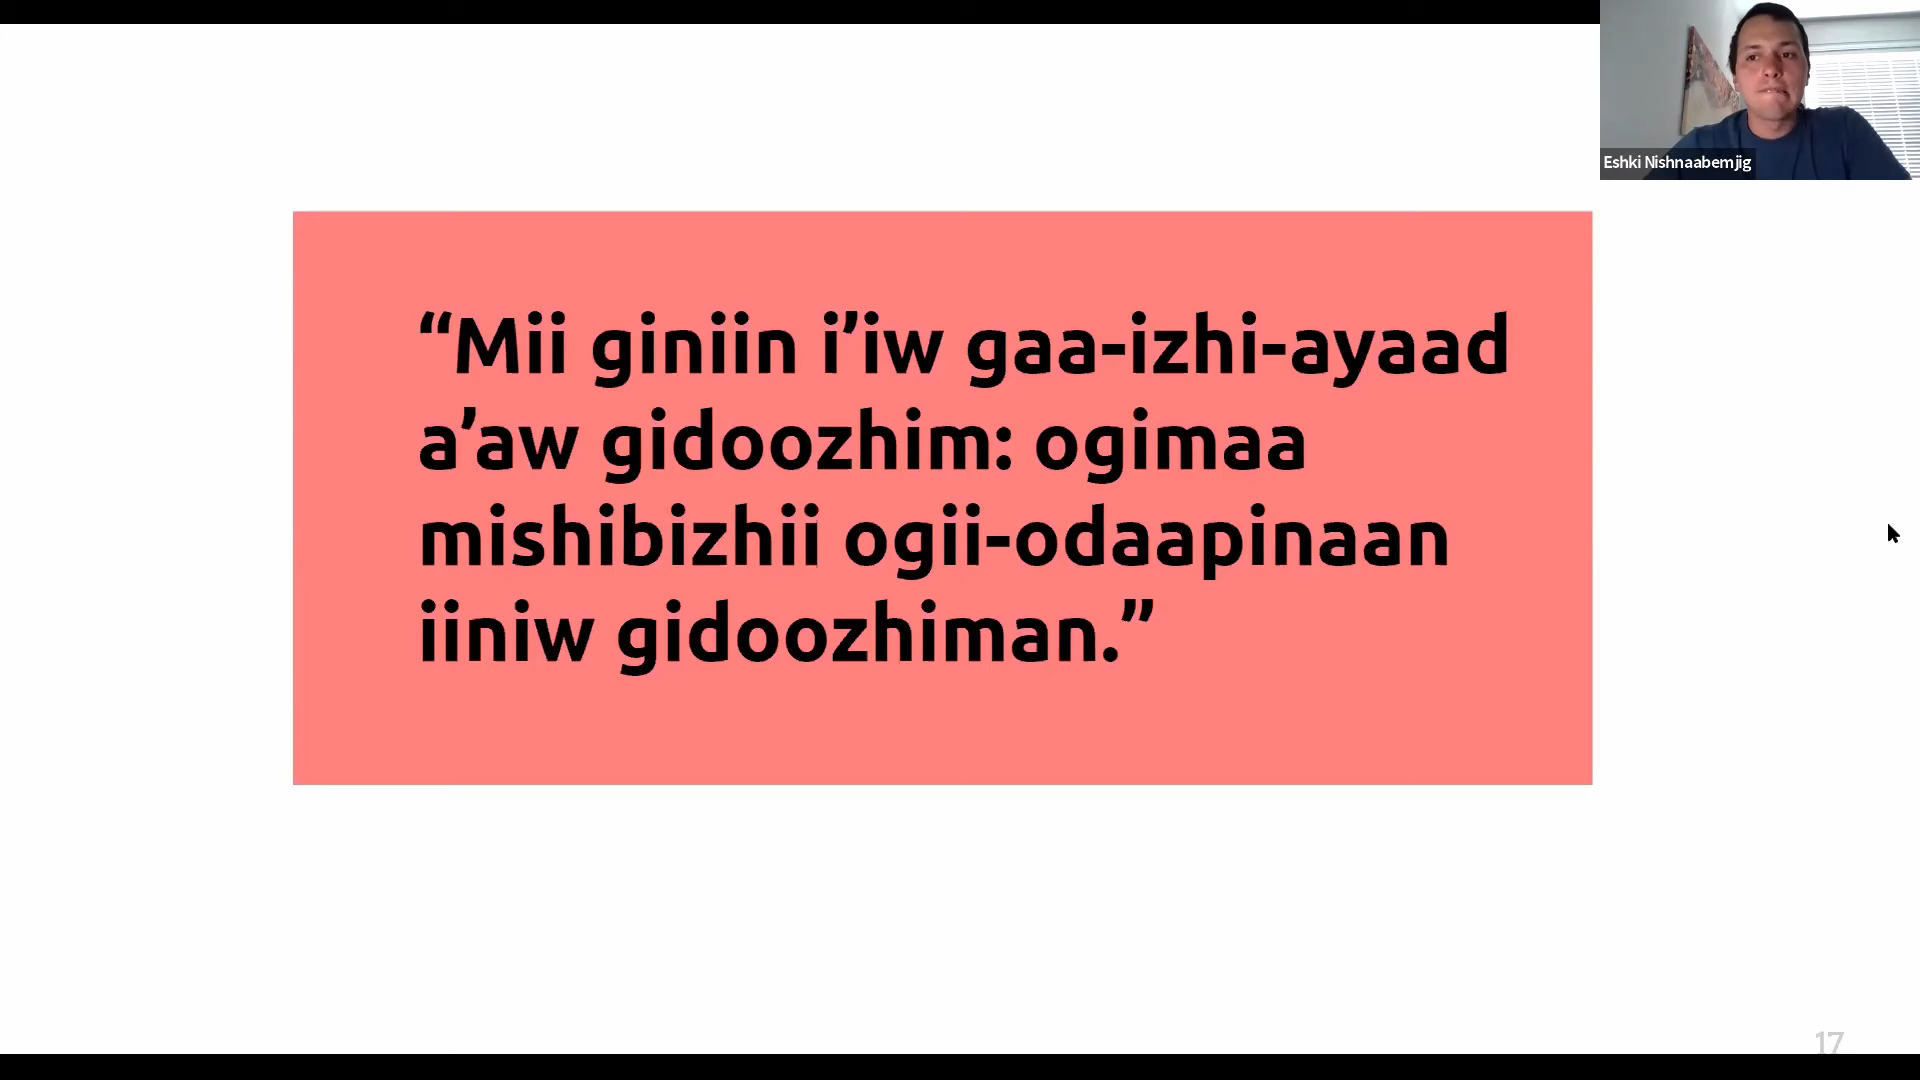 Eshki Nishnaabemjig
“Mii giniin i’iw gaa-izhi-ayaad
a’aw gidoozhim: ogimaa
mishibizhii ogii-odaapinaan
iiniw gidoozhiman.”
17